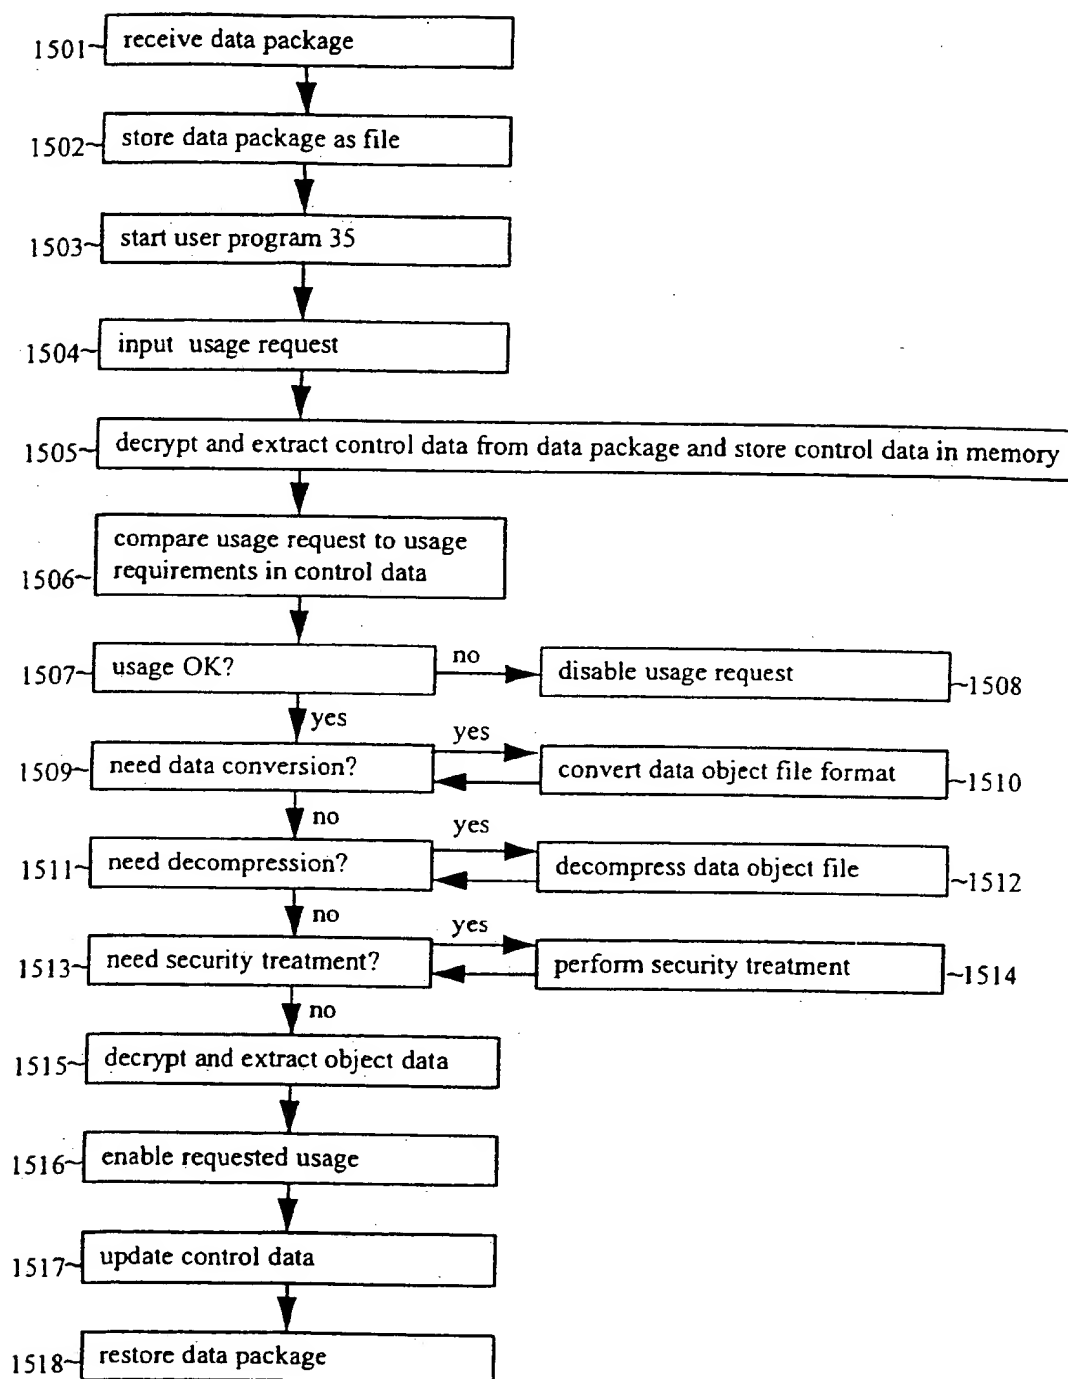 1501~ receive data package
1502~ store data package as file
1503~ start user program 35
1504~ input usage request
1505~ decrypt and extract control data from data package and store control data in memory
compare usage request to usage
1506~ requirements in control data
1507~ usage OK? no disable usage request ~1508
yes
1509~ need data conversion? yes convert data object file format ~1510
no
1511~ need decompression? yes decompress data object file ~1512
no
1513~ need security treatment? yes perform security treatment ~1514
no
1515~ decrypt and extract object data
1516~ enable requested usage
1517~ update control data
1518~ restore data package